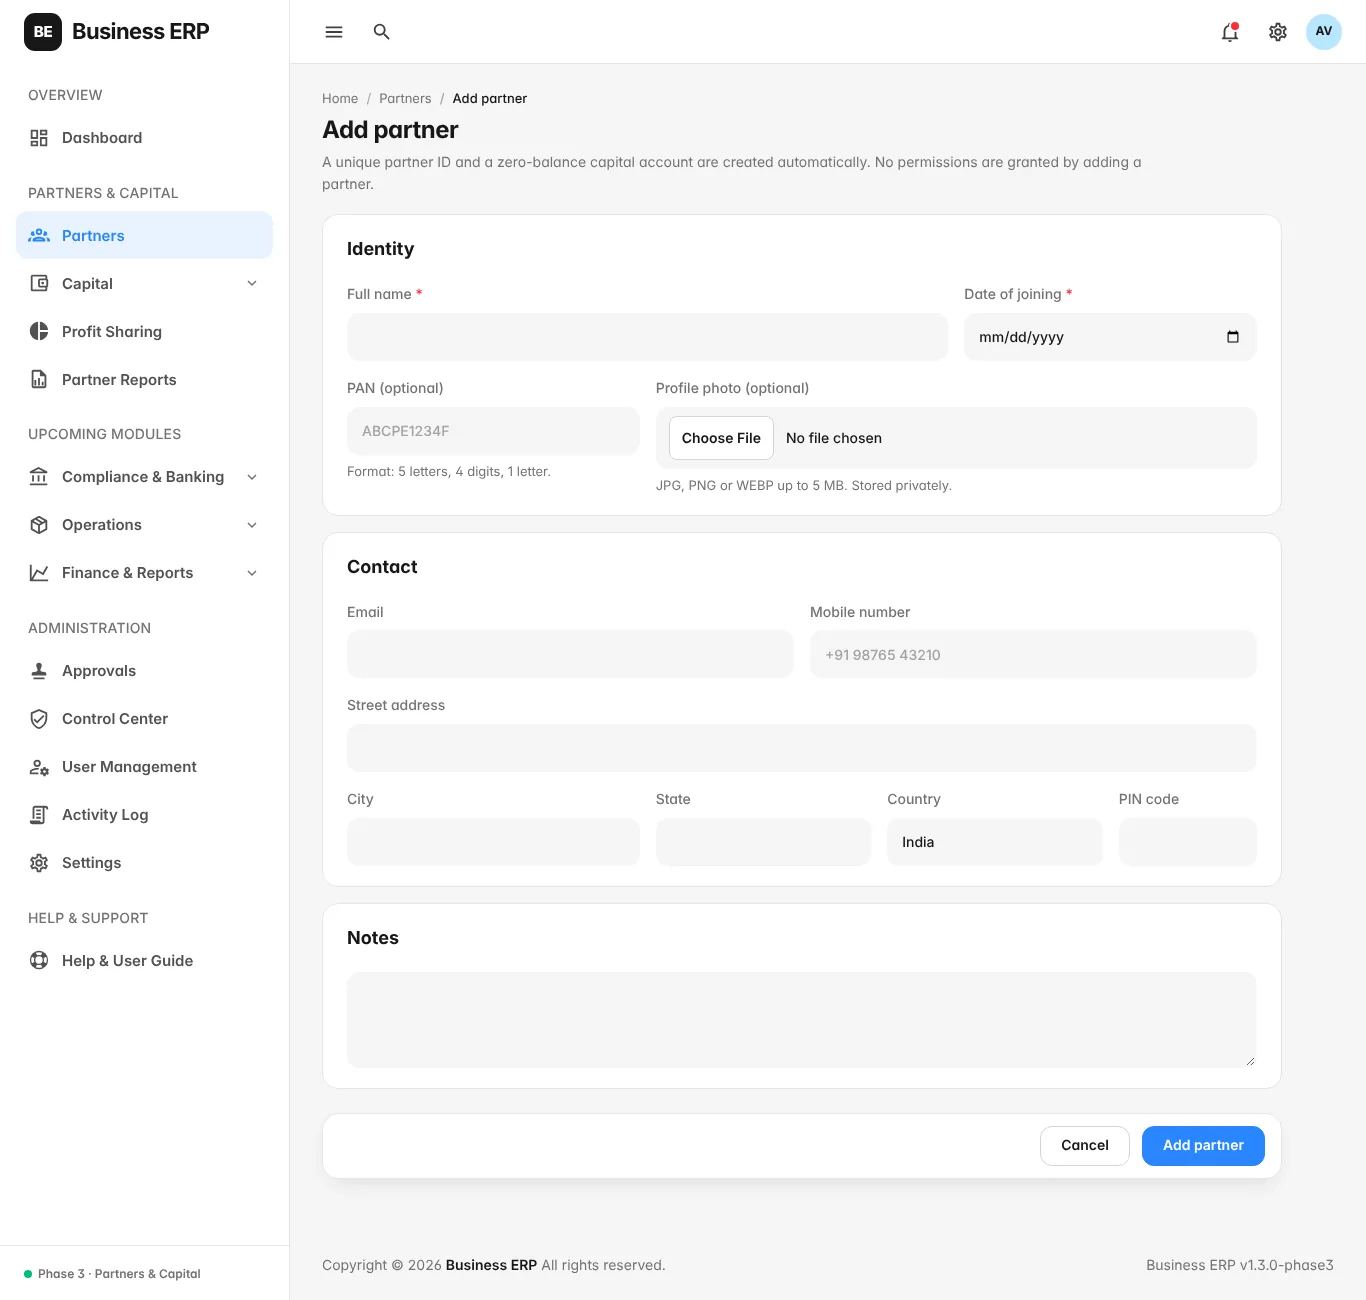 BE Business ERP
AV
OVERVIEW
Dashboard
PARTNERS & CAPITAL
Partners
Capital
Profit Sharing
Partner Reports
UPCOMING MODULES
Compliance & Banking
Operations
Finance & Reports
ADMINISTRATION
Approvals
Control Center
User Management
Activity Log
Settings
HELP & SUPPORT
Help & User Guide
Phase 3 · Partners & Capital
Home / Partners / Add partner
Add partner
A unique partner ID and a zero-balance capital account are created automatically. No permissions are granted by adding a
partner.
Identity
Full name *
Date of joining *
mm/dd/yyyy
PAN (optional)
Profile photo (optional)
ABCPE1234F
Choose File No file chosen
Format: 5 letters, 4 digits, 1 letter.
JPG, PNG or WEBP up to 5 MB. Stored privately.
Contact
Email
Mobile number
+91 98765 43210
Street address
City
State
Country
PIN code
India
Notes
Cancel
Add partner
Copyright © 2026 Business ERP All rights reserved.
Business ERP v1.3.0-phase3